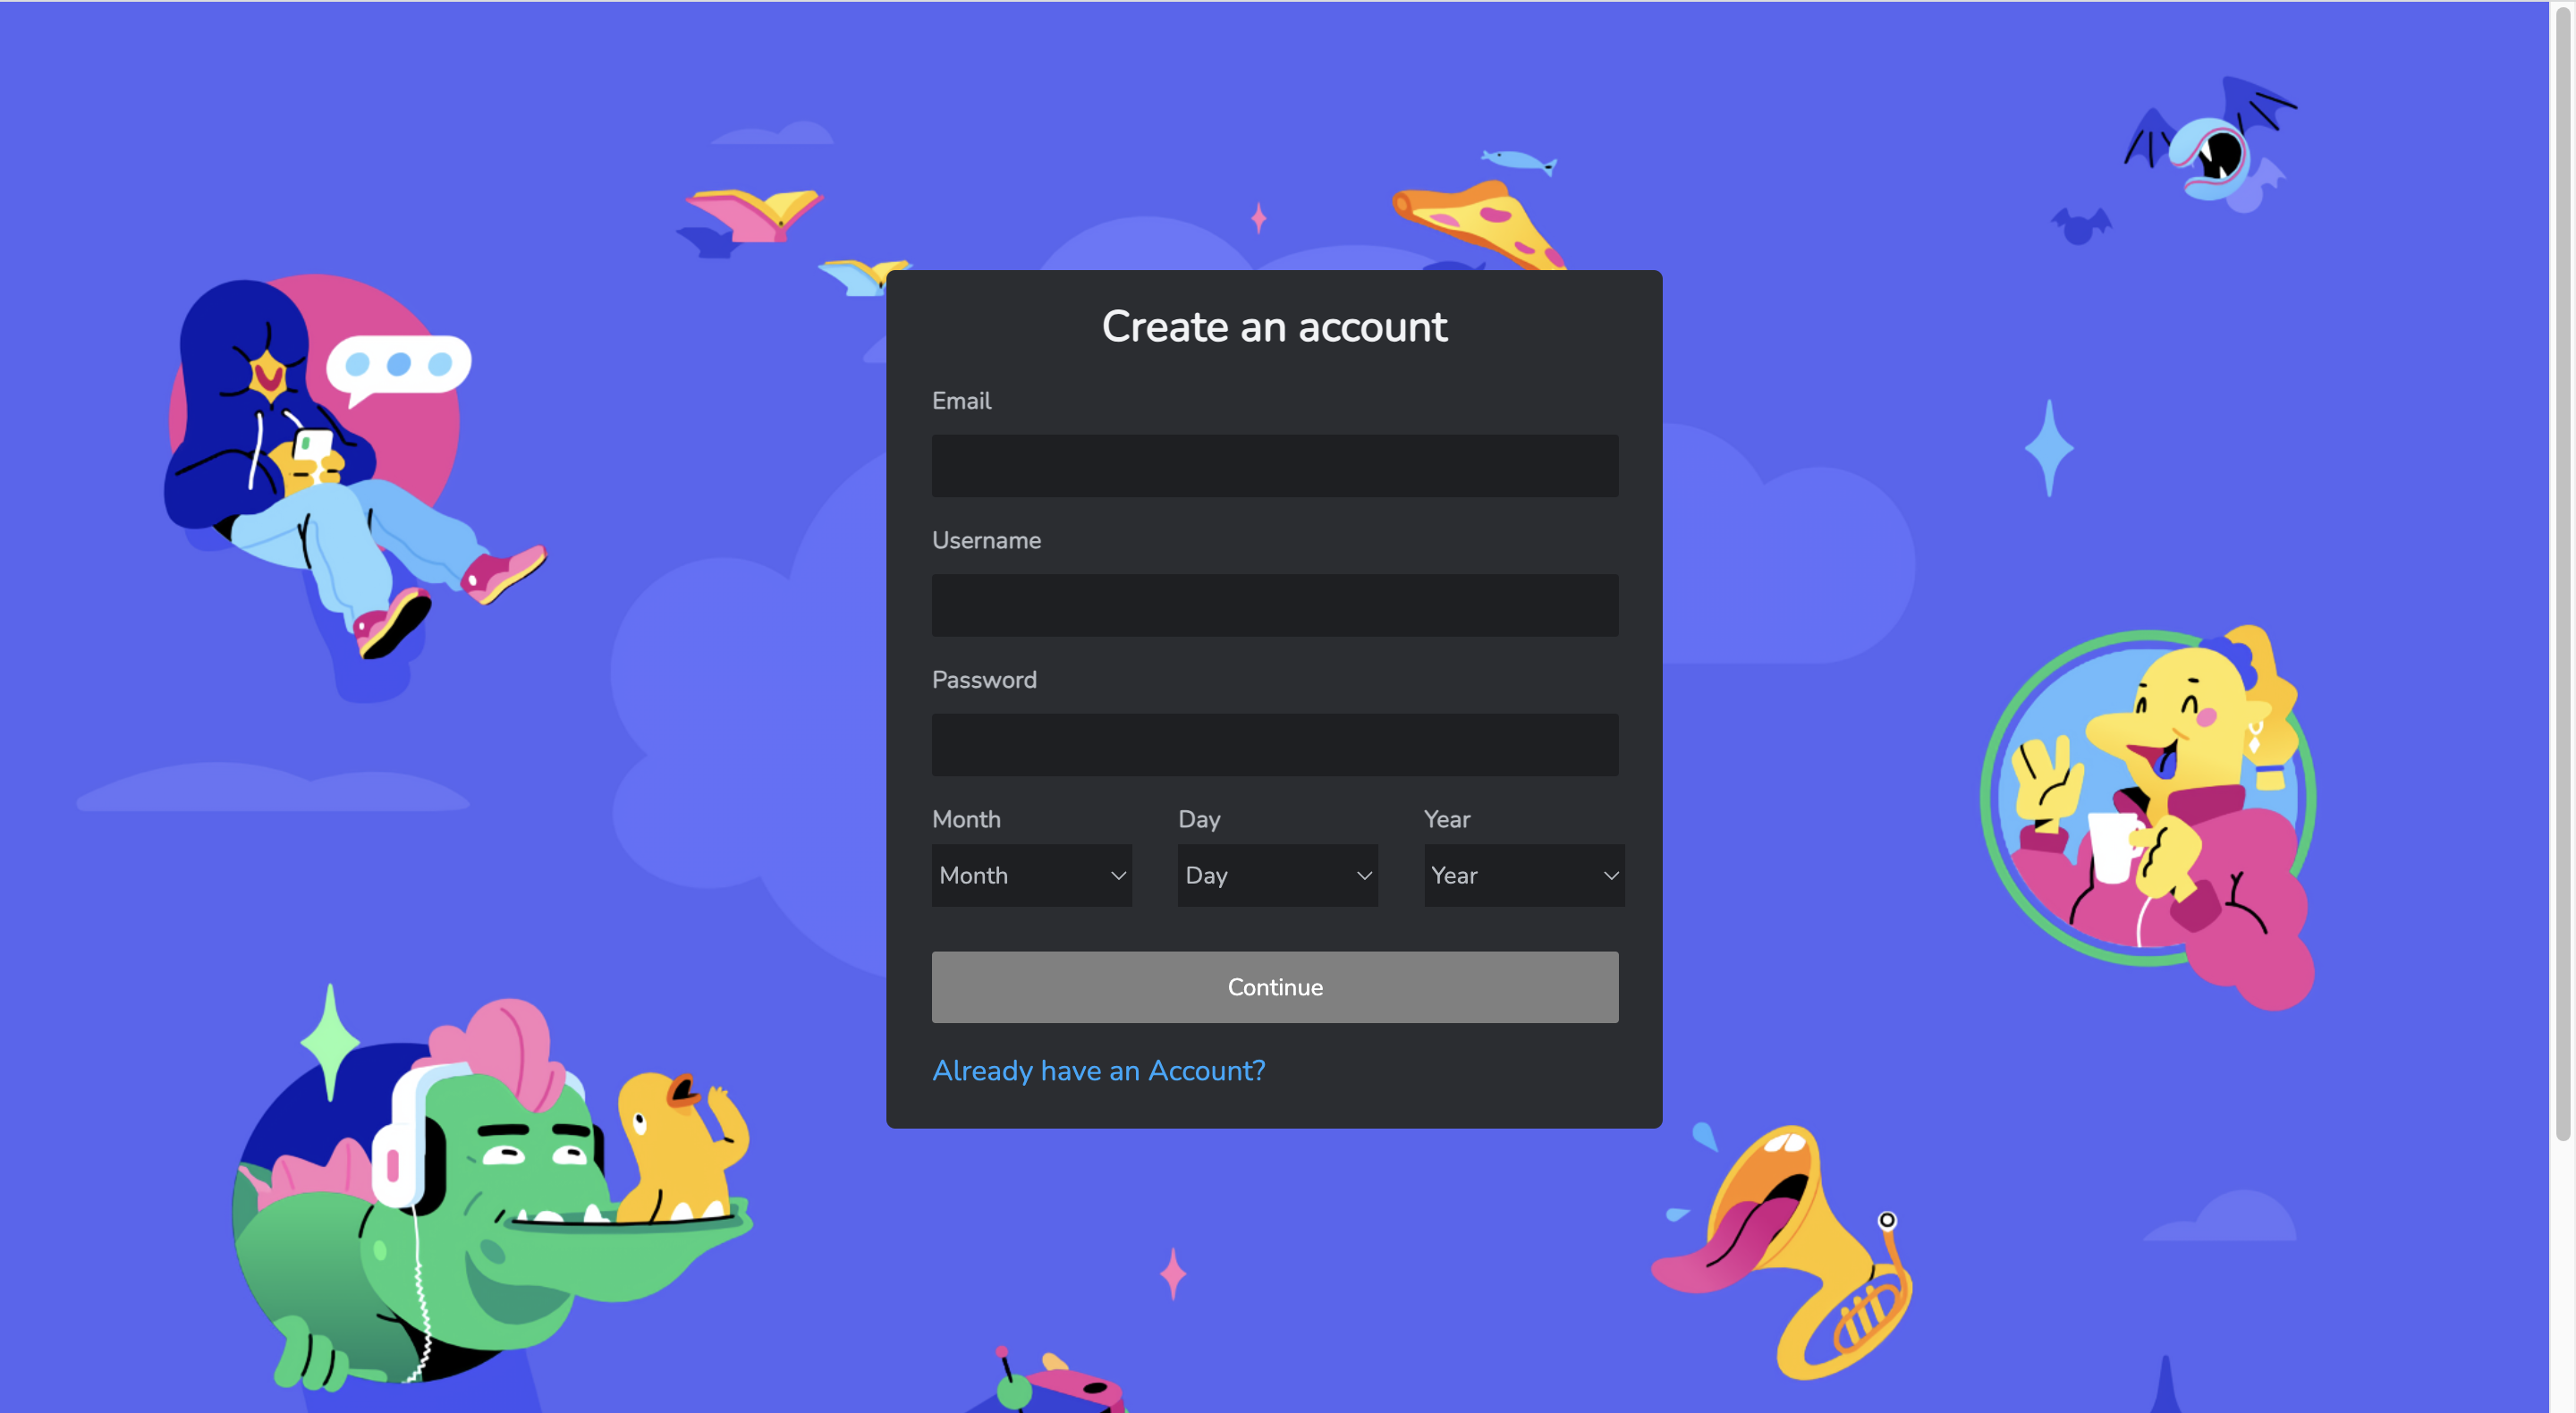 Create an account
Email
Username
Password
Month Day Year
Month Day Year
Continue
Already have an Account?